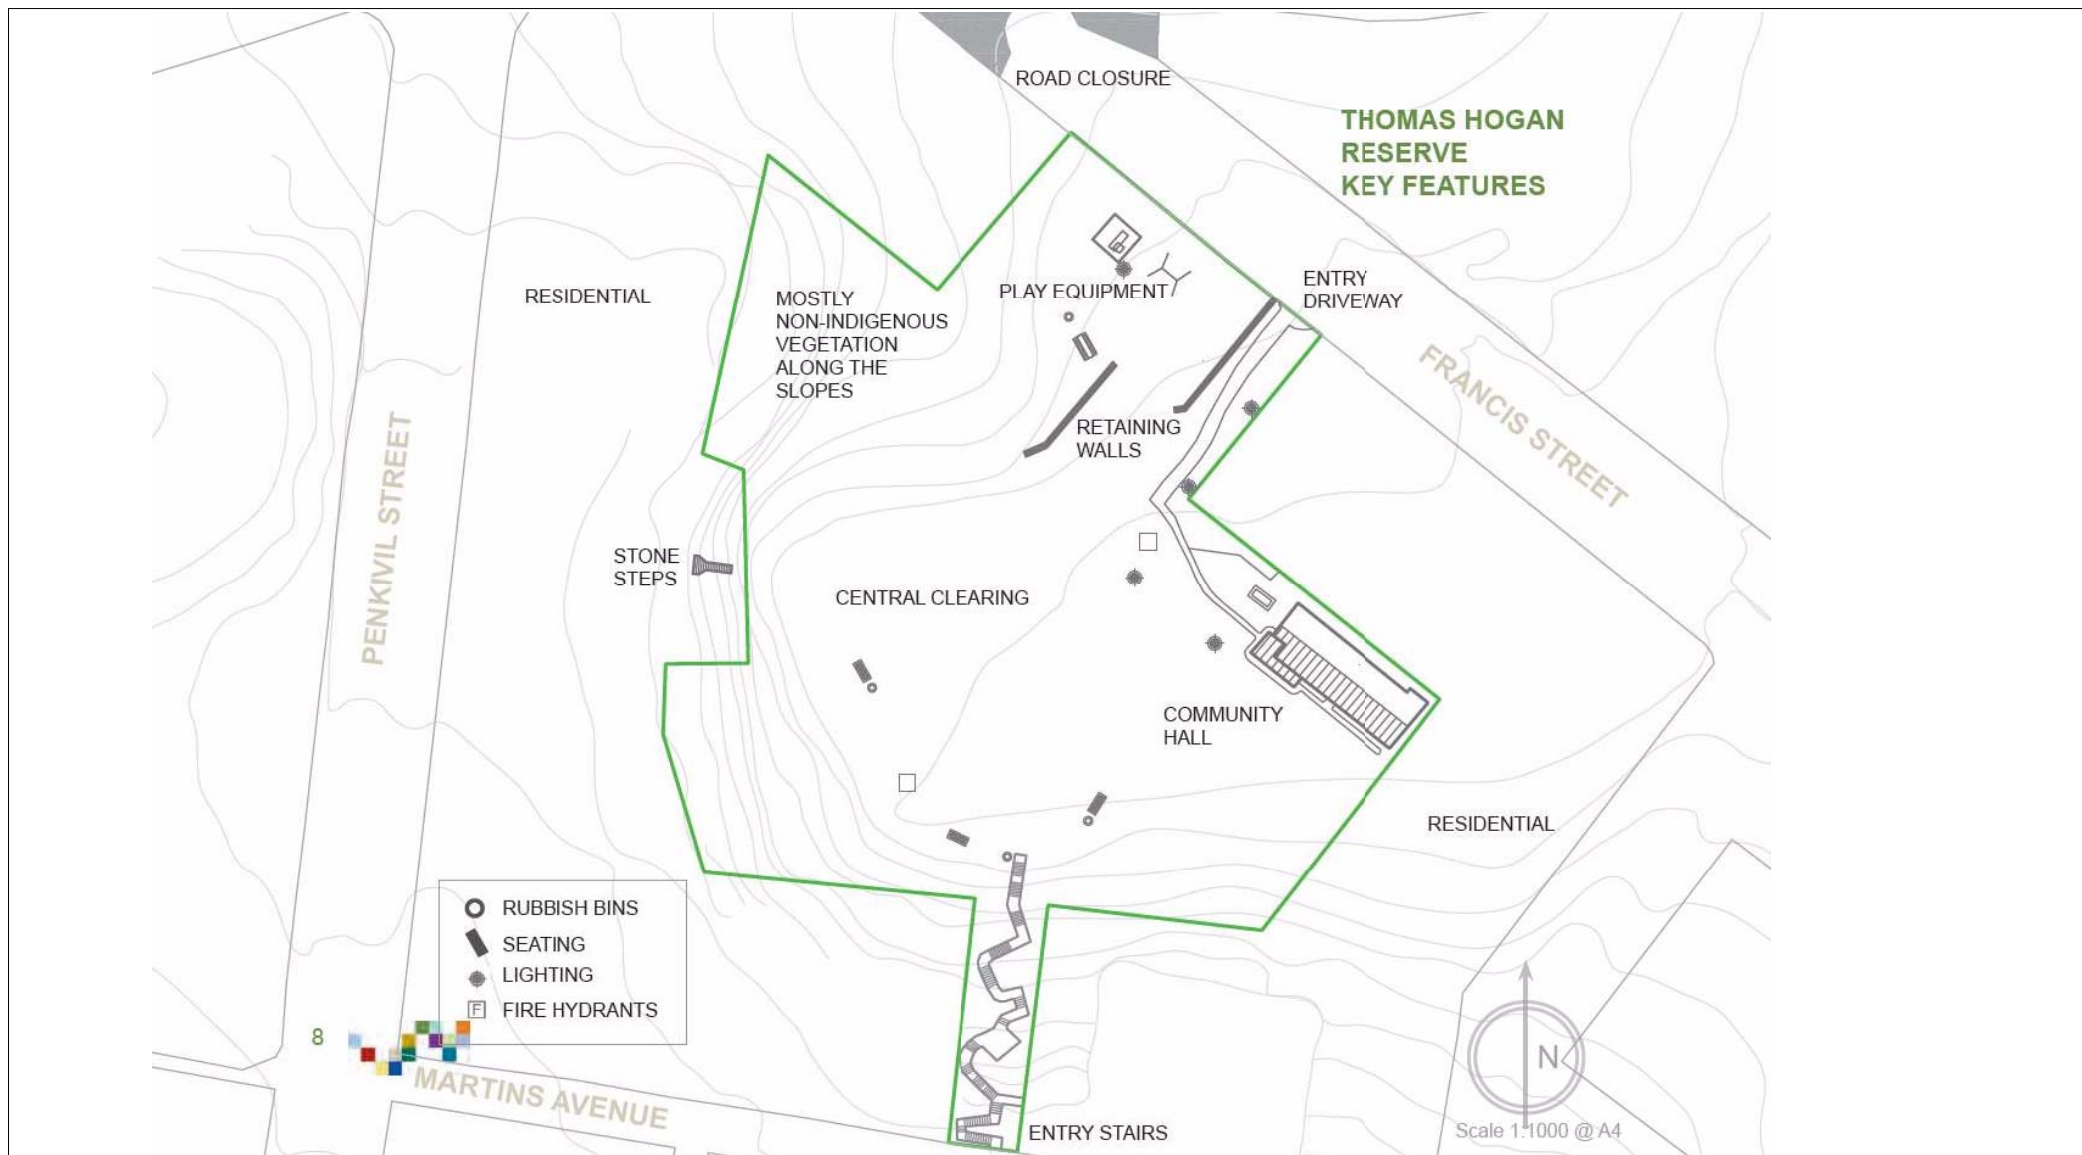 ROAD CLOSURE
THOMAS HOGAN
RESERVE
KEY FEATURES
RESIDENTIAL
MOSTLY
NON-INDIGENOUS
VEGETATION
ALONG THE
SLOPES
PLAY EQUIPMENT
ENTRY
DRIVEWAY
FRANCIS STREET
RETAINING
WALLS
PENKIVIL STREET
STONE
STEPS
CENTRAL CLEARING
COMMUNITY
HALL
RESIDENTIAL
RUBBISH BINS
SEATING
LIGHTING
F FIRE HYDRANTS
8
MARTINS AVENUE
ENTRY STAIRS
N
Scale 1:1000 @ A4